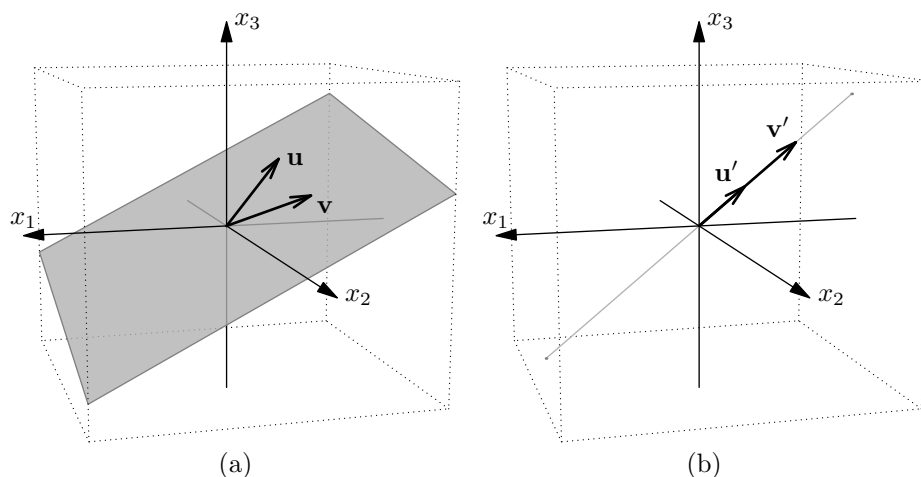 x₃
u
v
x₁
x₂
(a)
x₃
v′
u′
x₁
x₂
(b)